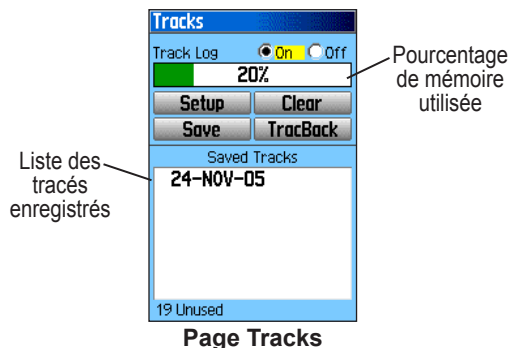 Tracks
Track Log On Off
20%
Setup Clear
Save TracBack
Saved Tracks
24-NOV-05
19 Unused
Pourcentage
de mémoire
utilisée
Liste des
tracés
enregistrés
Page Tracks